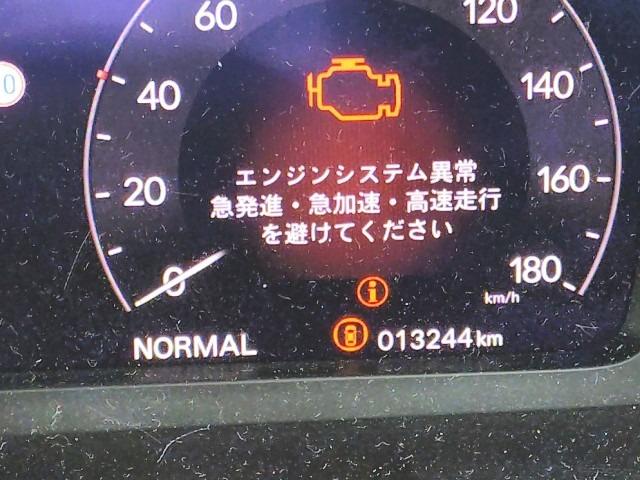 60
120
0
40
140
エンジンシステム異常
20
急発進・急加速・高速走行
160
を避けてください
0
180
i
km/h
NORMAL
013244km